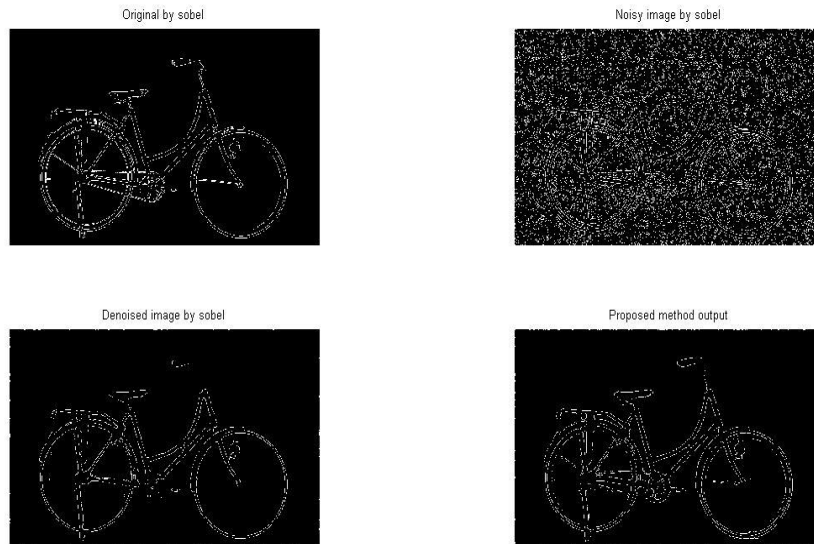 Original by sobel
Noisy image by sobel
Denoised image by sobel
Proposed method output